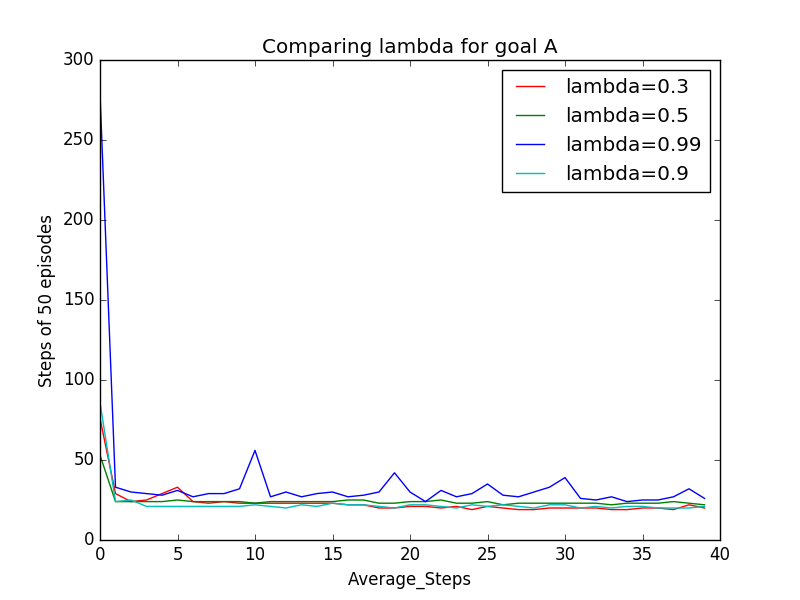 Comparing lambda for goal A
300
250
200
150
100
50
0
Steps of 50 episodes
lambda=0.3
lambda=0.5
lambda=0.99
lambda=0.9
0 5 10 15 20 25 30 35 40
Average_Steps